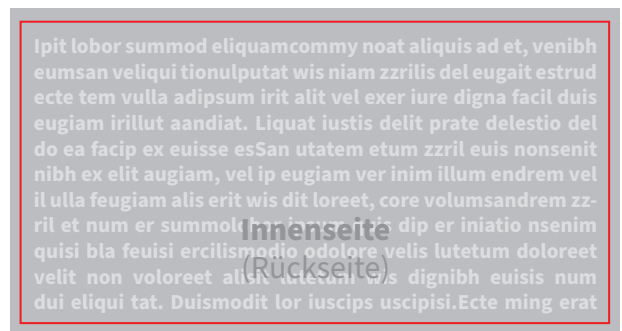 Ipit lobor summod eliquamcommy noat aliquis ad et, venibh
eumsan veliqui tionulputat wis niam zzrilis del eugait estrud
ecte tem vulla adipsum irit alit vel exer iure digna facil duis
eugiam irillut aandiat. Liquat iustis delit prate delestio del
do ea facip ex euisse esSan utatem etum zzril euis nonsenit
nibh ex elit augiam, vel ip eugiam ver inim illum endrem vel
il ulla feugiam alis erit wis dit loreet, core volumsandrem zz-
ril et num er summolobor dip er iniatio nsenim
Innenseite
quisi bla feuisi ercilismodio odolore velis lutetum doloreet
velit non voloreet dignibh euisis num
(Rückseite)
dui eliqui tat. Duismodit lor iuscips uscipisi.Ecte ming erat